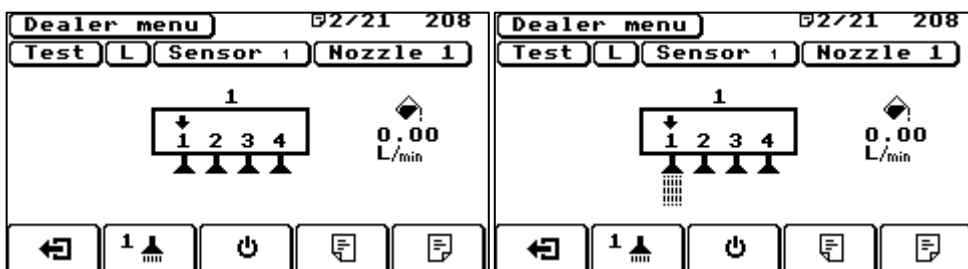 Dealer menu 2/21 208
Test L Sensor 1 Nozzle 1
1
1 2 3 4
0.00
L/min
1
Dealer menu 2/21 208
Test L Sensor 1 Nozzle 1
1
1 2 3 4
0.00
L/min
1